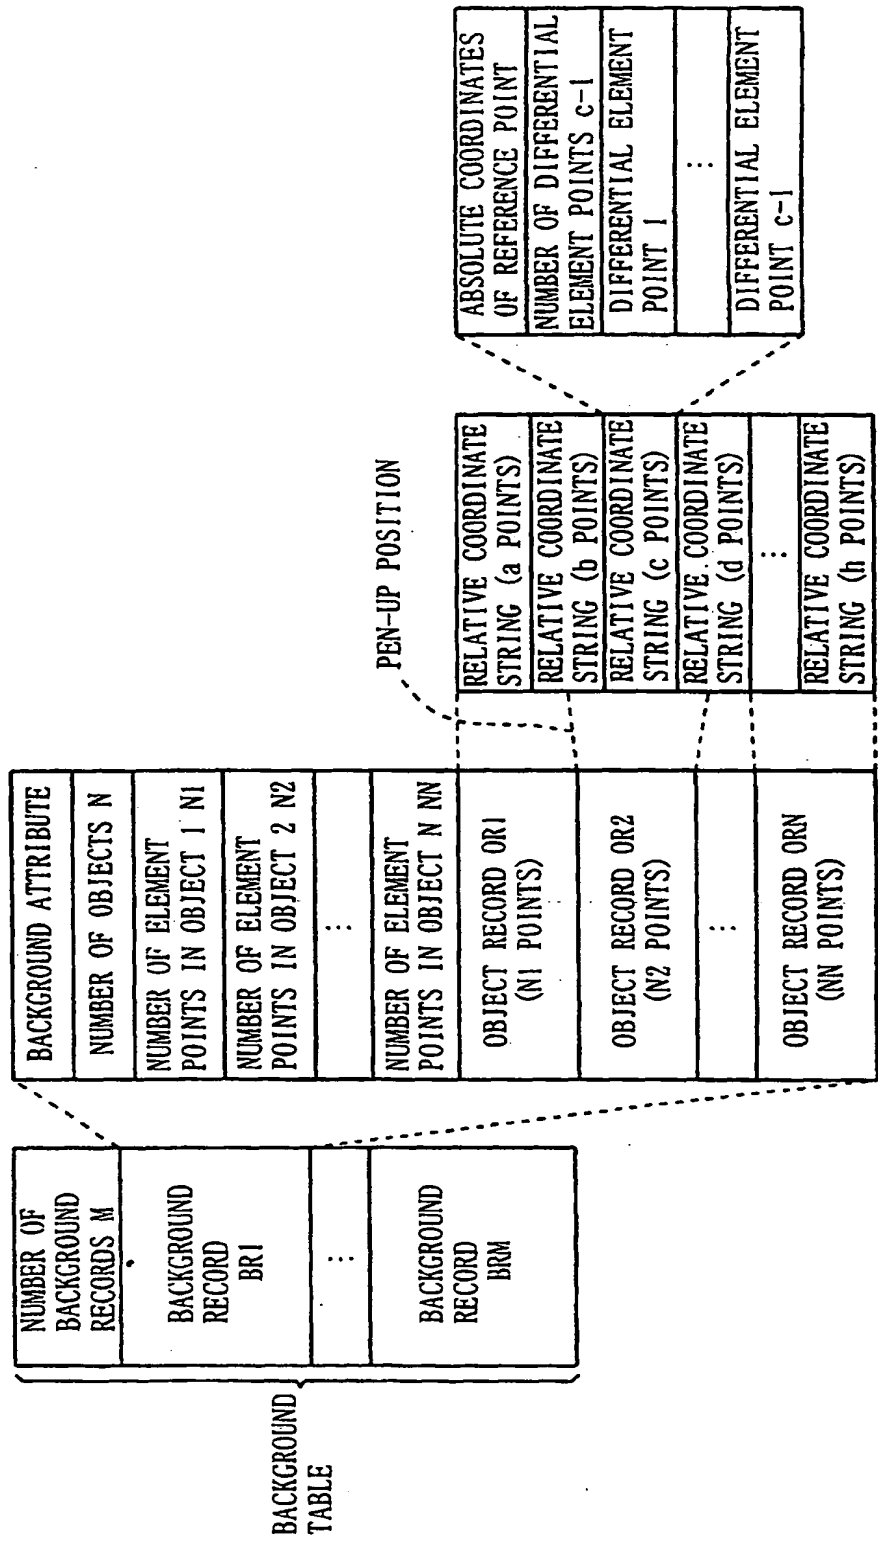 BACKGROUND
TABLE
NUMBER OF
BACKGROUND
RECORDS M
BACKGROUND
RECORD
BR1
⋮
BACKGROUND
RECORD
BRM
BACKGROUND ATTRIBUTE
NUMBER OF OBJECTS N
NUMBER OF ELEMENT
POINTS IN OBJECT 1 N1
NUMBER OF ELEMENT
POINTS IN OBJECT 2 N2
⋮
NUMBER OF ELEMENT
POINTS IN OBJECT N NN
OBJECT RECORD OR1
(N1 POINTS)
OBJECT RECORD OR2
(N2 POINTS)
⋮
OBJECT RECORD ORN
(NN POINTS)
PEN-UP POSITION
RELATIVE COORDINATE
STRING (a POINTS)
RELATIVE COORDINATE
STRING (b POINTS)
RELATIVE COORDINATE
STRING (c POINTS)
RELATIVE COORDINATE
STRING (d POINTS)
⋮
RELATIVE COORDINATE
STRING (h POINTS)
ABSOLUTE COORDINATES
OF REFERENCE POINT
NUMBER OF DIFFERENTIAL
ELEMENT POINTS c-1
DIFFERENTIAL ELEMENT
POINT 1
⋮
DIFFERENTIAL ELEMENT
POINT c-1